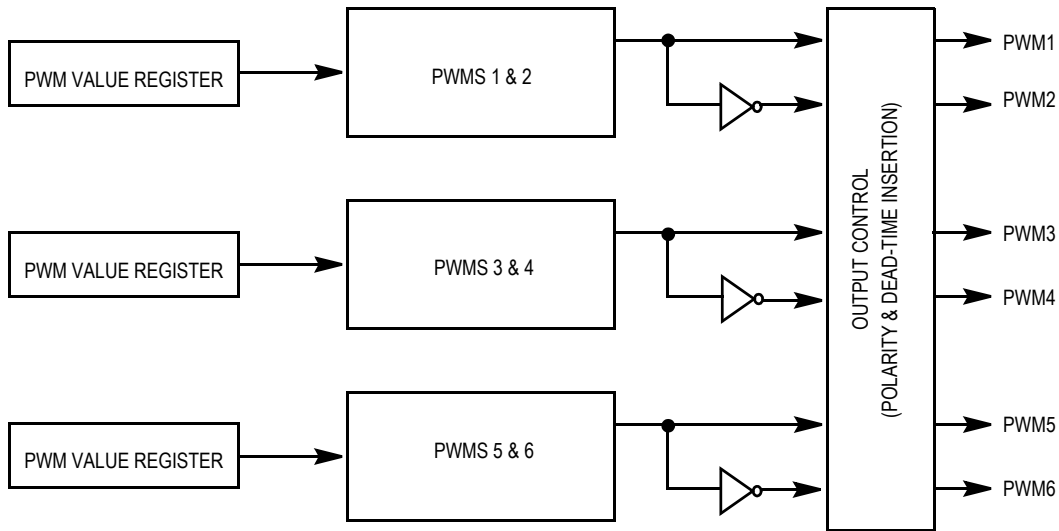 PWM VALUE REGISTER
PWMS 1 & 2
PWM1
PWM2
PWM VALUE REGISTER
PWMS 3 & 4
PWM3
PWM4
PWM VALUE REGISTER
PWMS 5 & 6
PWM5
PWM6
OUTPUT CONTROL
(POLARITY & DEAD-TIME INSERTION)